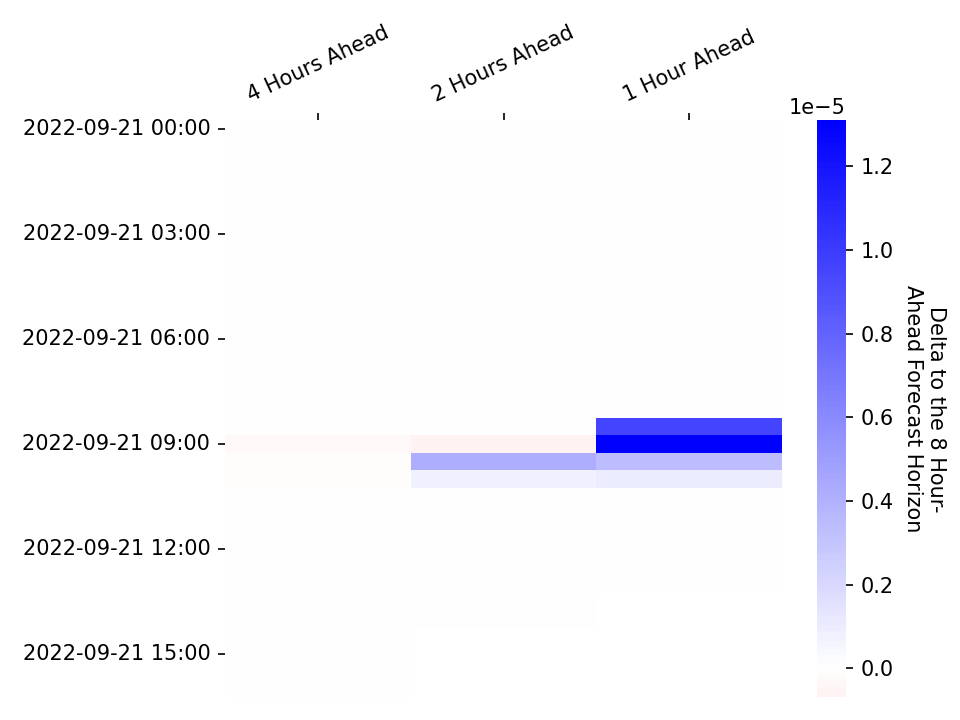 4 Hours Ahead
2 Hours Ahead
1 Hour Ahead
1e−5
2022-09-21 00:00
2022-09-21 03:00
2022-09-21 06:00
2022-09-21 09:00
2022-09-21 12:00
2022-09-21 15:00
1.2
1.0
0.8
0.6
0.4
0.2
0.0
Delta to the 8 Hour-
Ahead Forecast Horizon